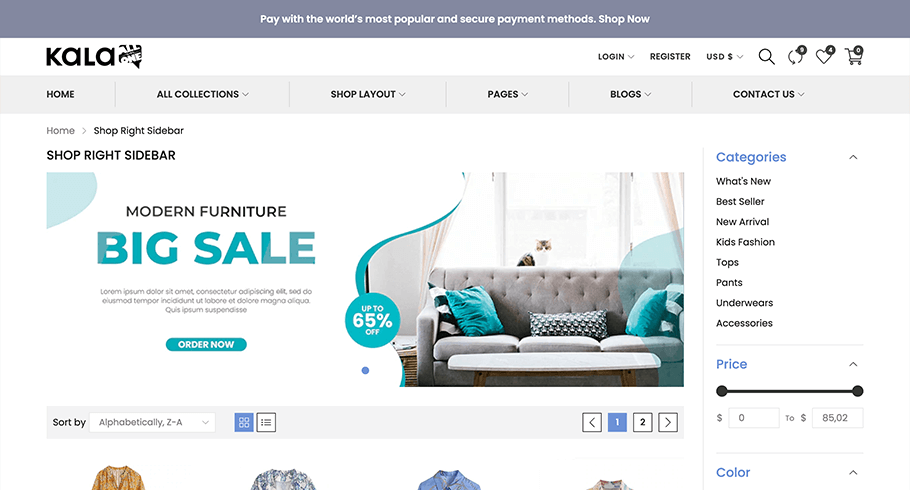 Pay with the world’s most popular and secure payment methods. Shop Now
KALA
ONE
LOGIN REGISTER USD $ 9 4 0
HOME ALL COLLECTIONS SHOP LAYOUT PAGES BLOGS CONTACT US
Home > Shop Right Sidebar
SHOP RIGHT SIDEBAR
MODERN FURNITURE
BIG SALE
Lorem ipsum dolor sit amet, consectetur adipiscing elit, sed do
eiusmod tempor incididunt ut labore et dolore magna aliqua.
Quis ipsum suspendisse
ORDER NOW
UP TO
65%
OFF
Sort by Alphabetically, Z-A
1 2
Categories
What's New
Best Seller
New Arrival
Kids Fashion
Tops
Pants
Underwears
Accessories
Price
$ 0 To $ 85,02
Color